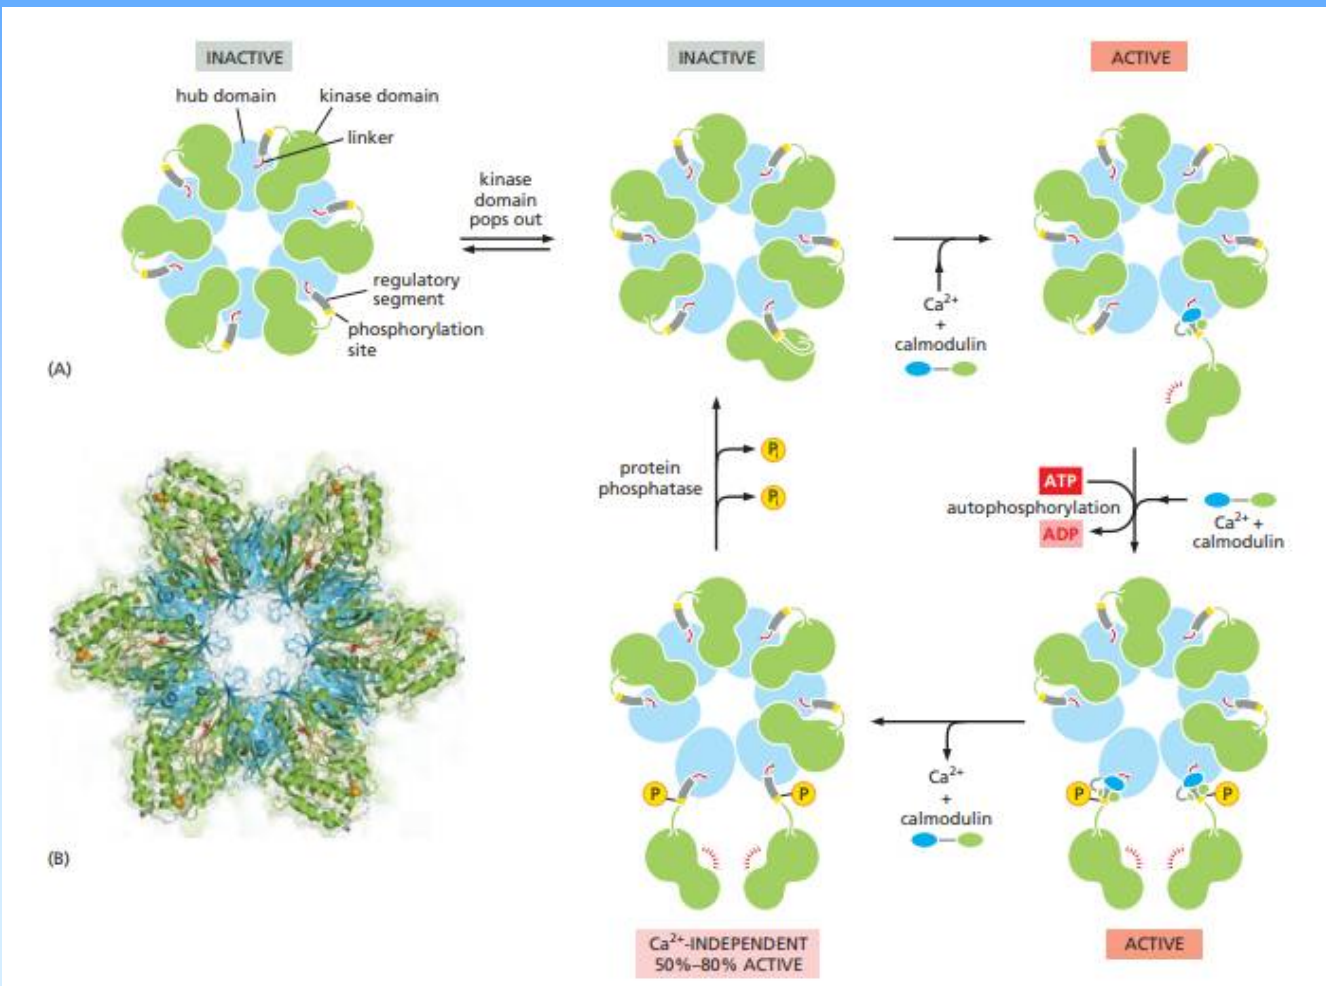 INACTIVE
hub domain
kinase domain
linker
regulatory
segment
phosphorylation
site
(A)
kinase
domain
pops out
INACTIVE
Ca²⁺
+
calmodulin
ACTIVE
ATP
autophosphorylation
ADP
Ca²⁺ +
calmodulin
protein
phosphatase
Pi
Pi
(B)
P
P
Ca²⁺-INDEPENDENT
50%–80% ACTIVE
Ca²⁺
+
calmodulin
P
P
ACTIVE